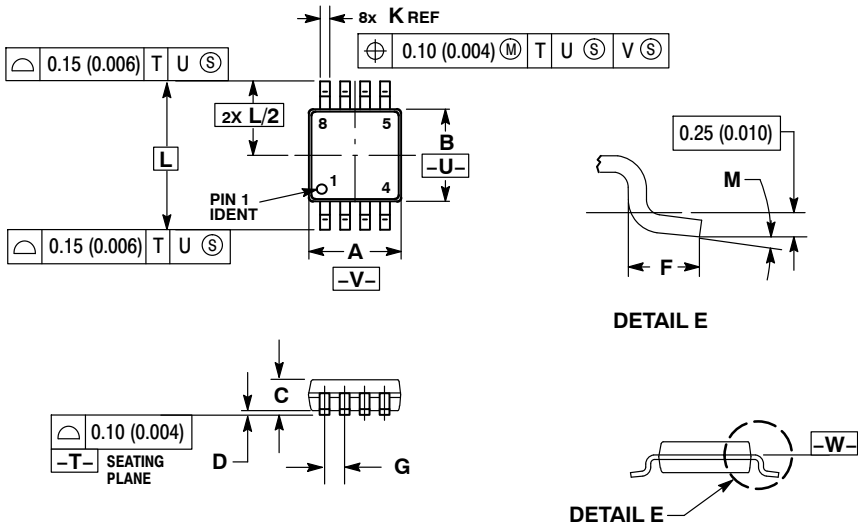 8x K REF
⌖ 0.10 (0.004) Ⓜ T U Ⓢ V Ⓢ
⌓ 0.15 (0.006) T U Ⓢ
2X L/2
8 5
B
–U–
L
PIN 1
IDENT
1 4
⌓ 0.15 (0.006) T U Ⓢ
A
–V–
0.25 (0.010)
M
F
DETAIL E
C
⌓ 0.10 (0.004)
–T– SEATING
PLANE
D
G
–W–
DETAIL E